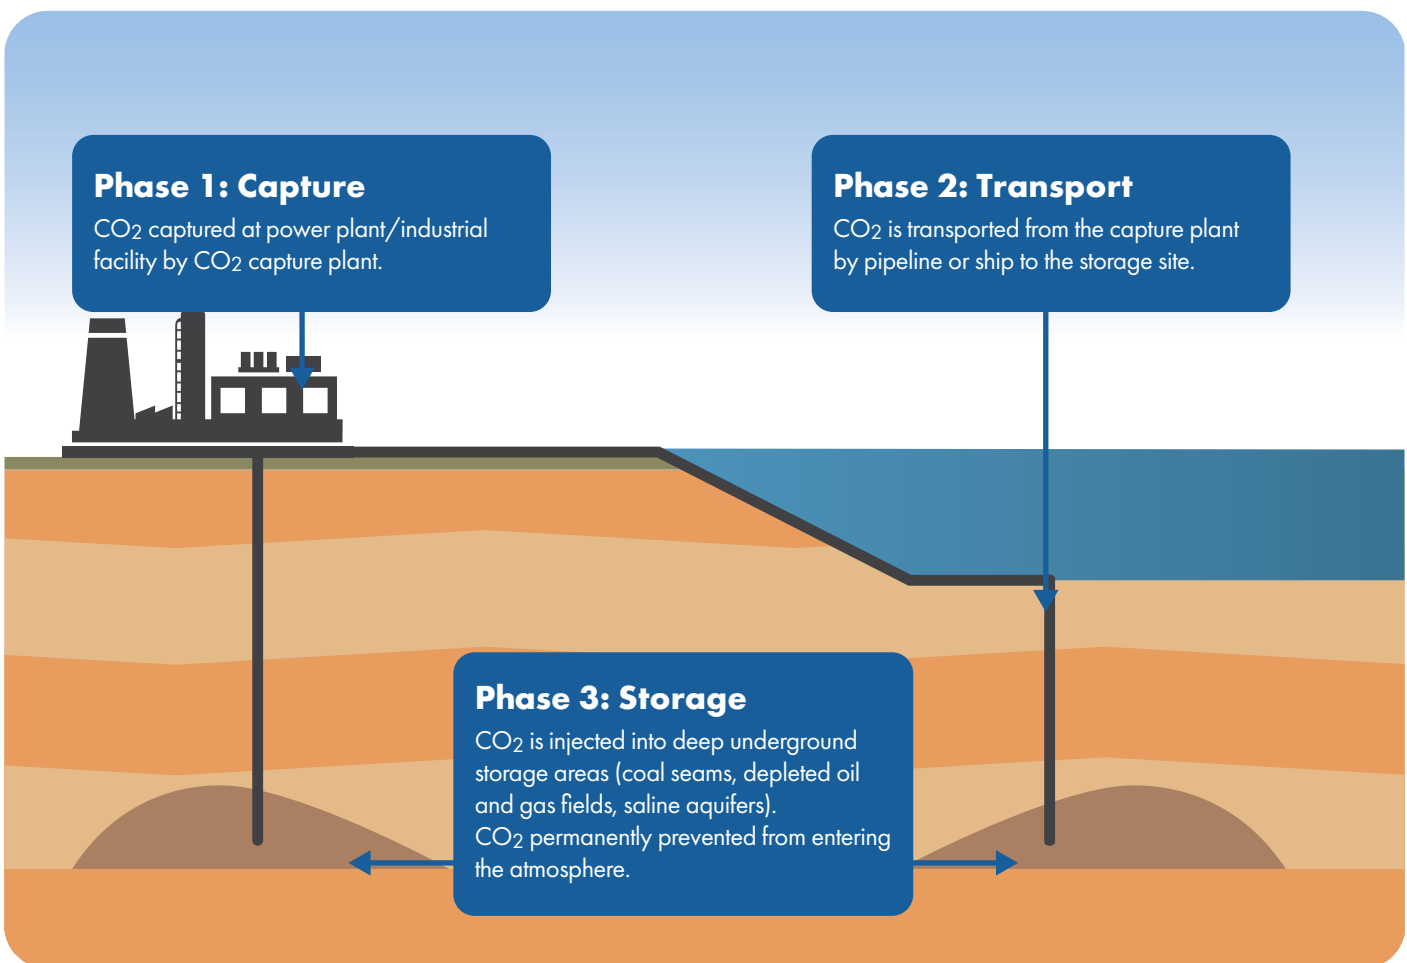 Phase 1: Capture
CO2 captured at power plant/industrial
facility by CO2 capture plant.
Phase 2: Transport
CO2 is transported from the capture plant
by pipeline or ship to the storage site.
Phase 3: Storage
CO2 is injected into deep underground
storage areas (coal seams, depleted oil
and gas fields, saline aquifers).
CO2 permanently prevented from entering
the atmosphere.